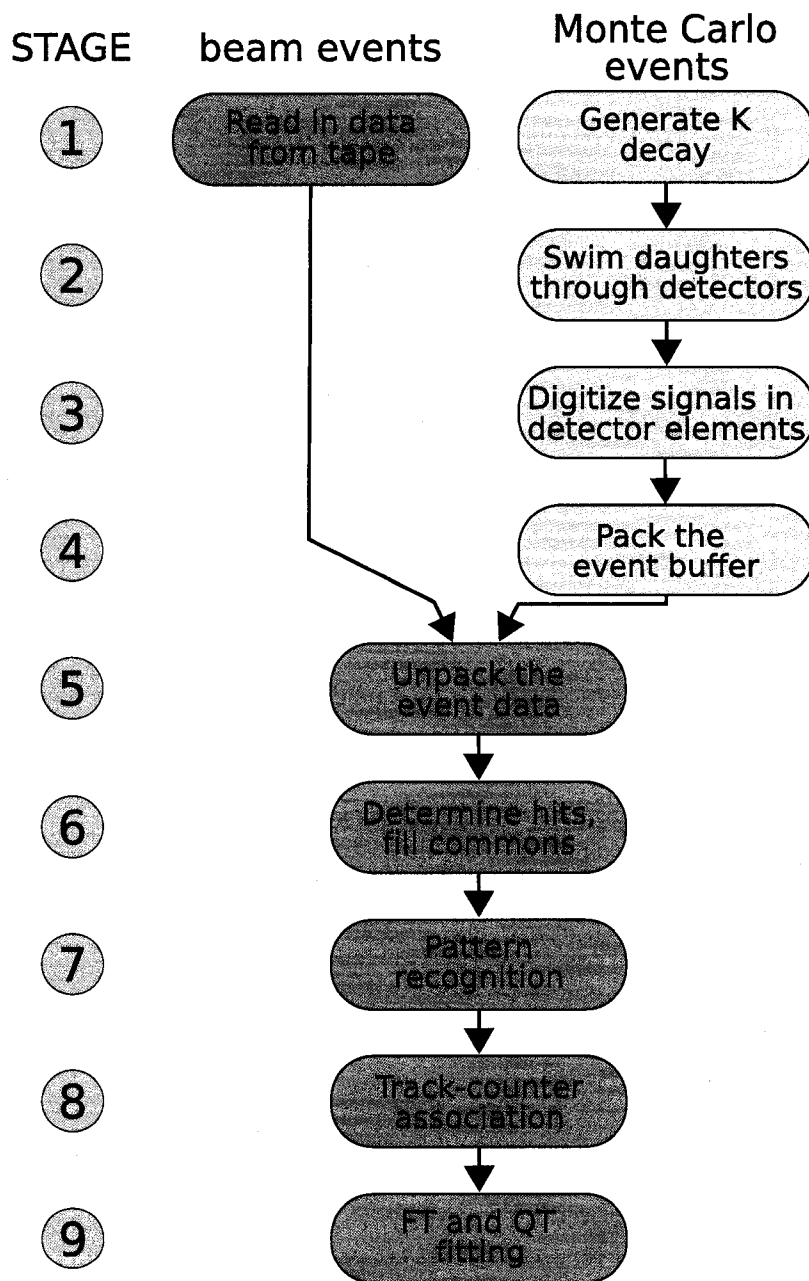 STAGE
beam events
Monte Carlo
events
1
Read in data
from tape
Generate K
decay
2
Swim daughters
through detectors
3
Digitize signals in
detector elements
4
Pack the
event buffer
5
Unpack the
event data
6
Determine hits,
fill commons
7
Pattern
recognition
8
Track-counter
association
9
FT and QT
fitting